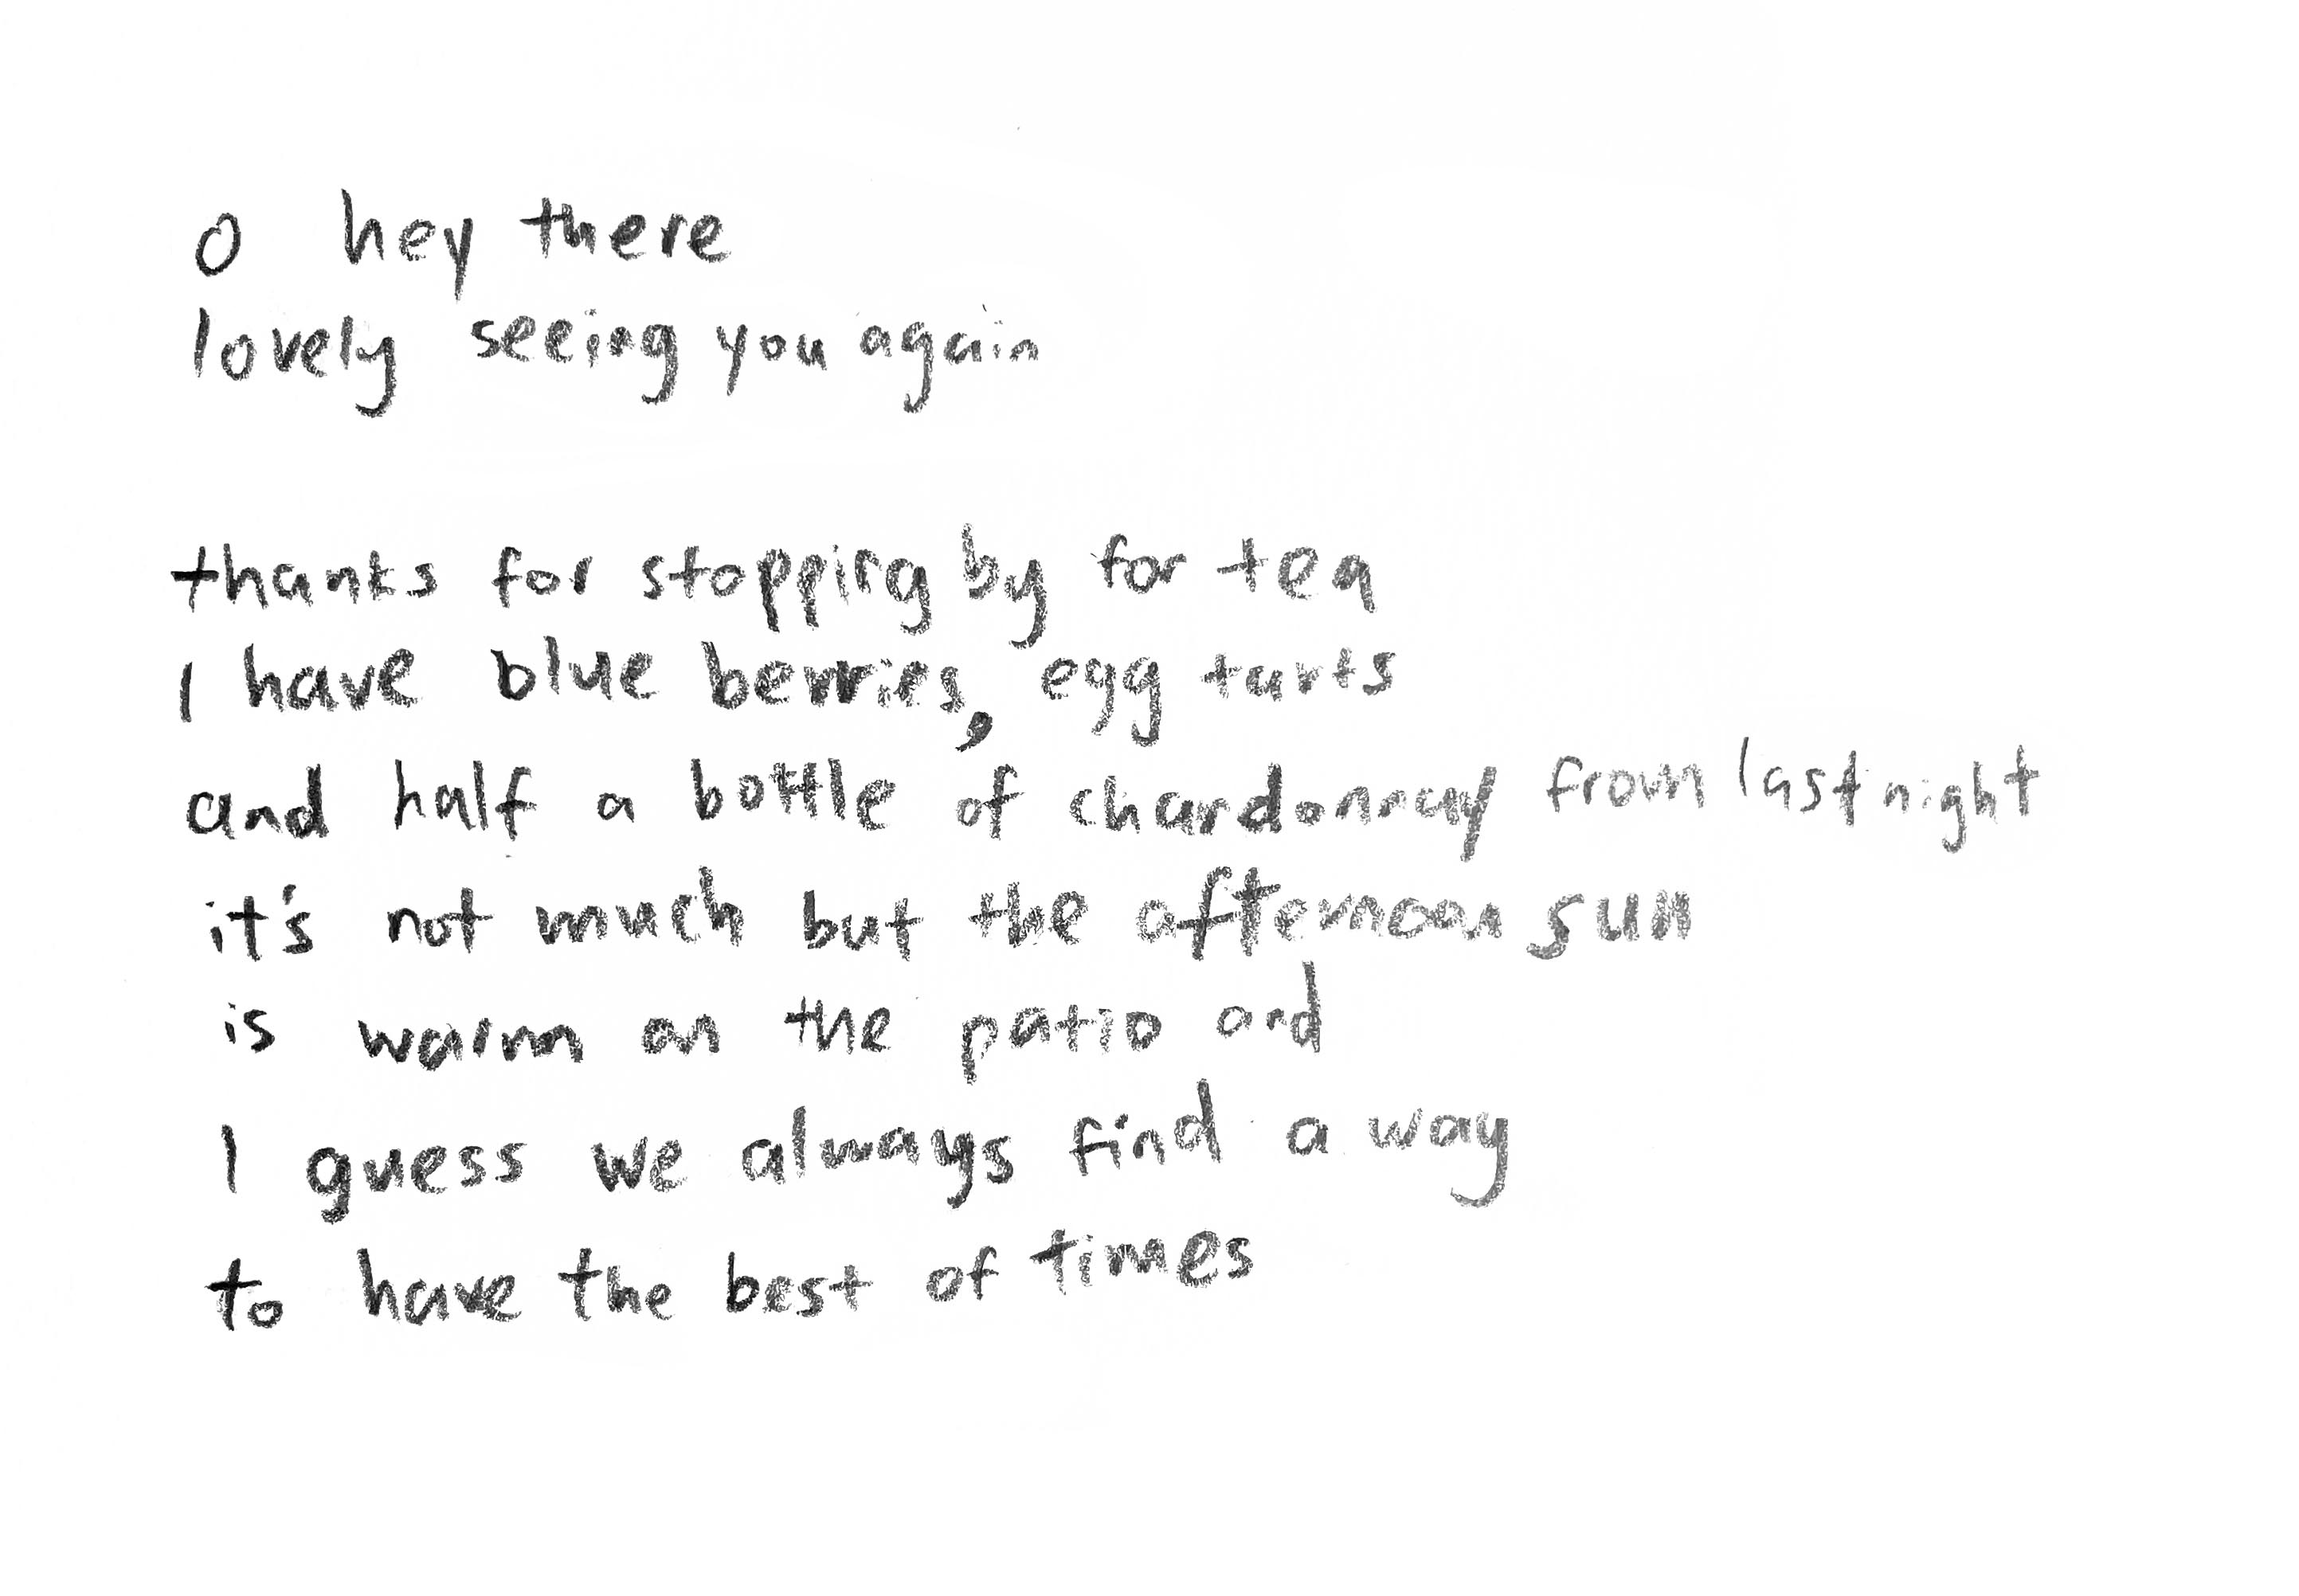 o hey there
lovely seeing you again
thanks for stopping by for tea
I have blue berries, egg tarts
and half a bottle of chardonnay from last night
it's not much but the afternoon sun
is warm on the patio and
I guess we always find a way
to have the best of times